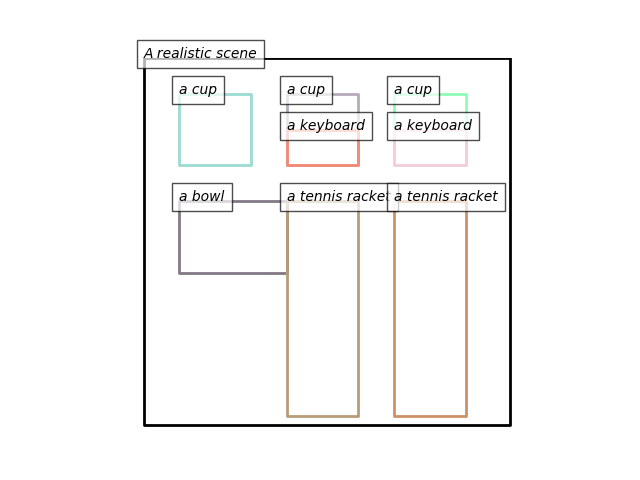 A realistic scene
a cup
a cup
a cup
a keyboard
a keyboard
a bowl
a tennis racket
a tennis racket